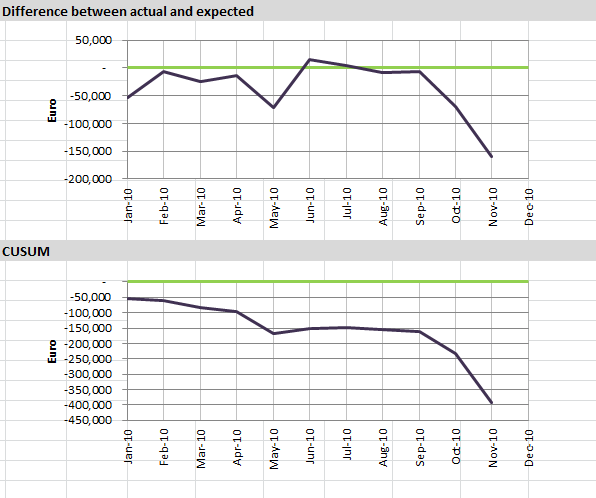 Difference between actual and expected
50,000
-
-50,000
-100,000
-150,000
-200,000
Euro
Jan-10
Feb-10
Mar-10
Apr-10
May-10
Jun-10
Jul-10
Aug-10
Sep-10
Oct-10
Nov-10
Dec-10
CUSUM
-
-50,000
-100,000
-150,000
-200,000
-250,000
-300,000
-350,000
-400,000
-450,000
Euro
Jan-10
Feb-10
Mar-10
Apr-10
May-10
Jun-10
Jul-10
Aug-10
Sep-10
Oct-10
Nov-10
Dec-10